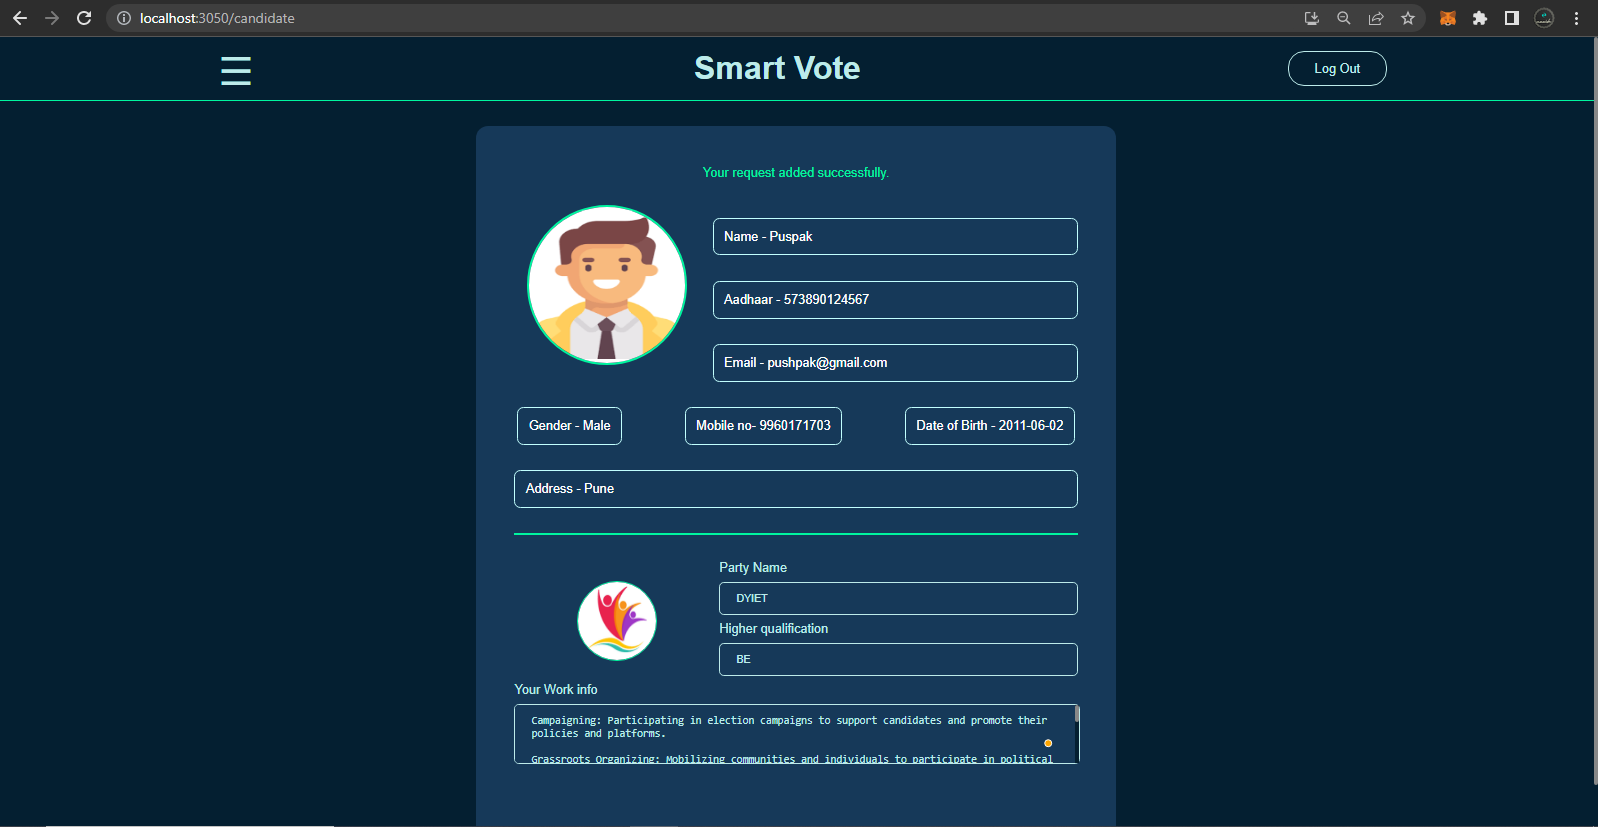 localhost:3050/candidate
Smart Vote
Log Out
Your request added successfully.
Name - Puspak
Aadhaar - 573890124567
Email - pushpak@gmail.com
Gender - Male
Mobile no- 9960171703
Date of Birth - 2011-06-02
Address - Pune
Party Name
DYIET
Higher qualification
BE
Your Work info
Campaigning: Participating in election campaigns to support candidates and promote their
policies and platforms.
Grassroots Organizing: Mobilizing communities and individuals to participate in political